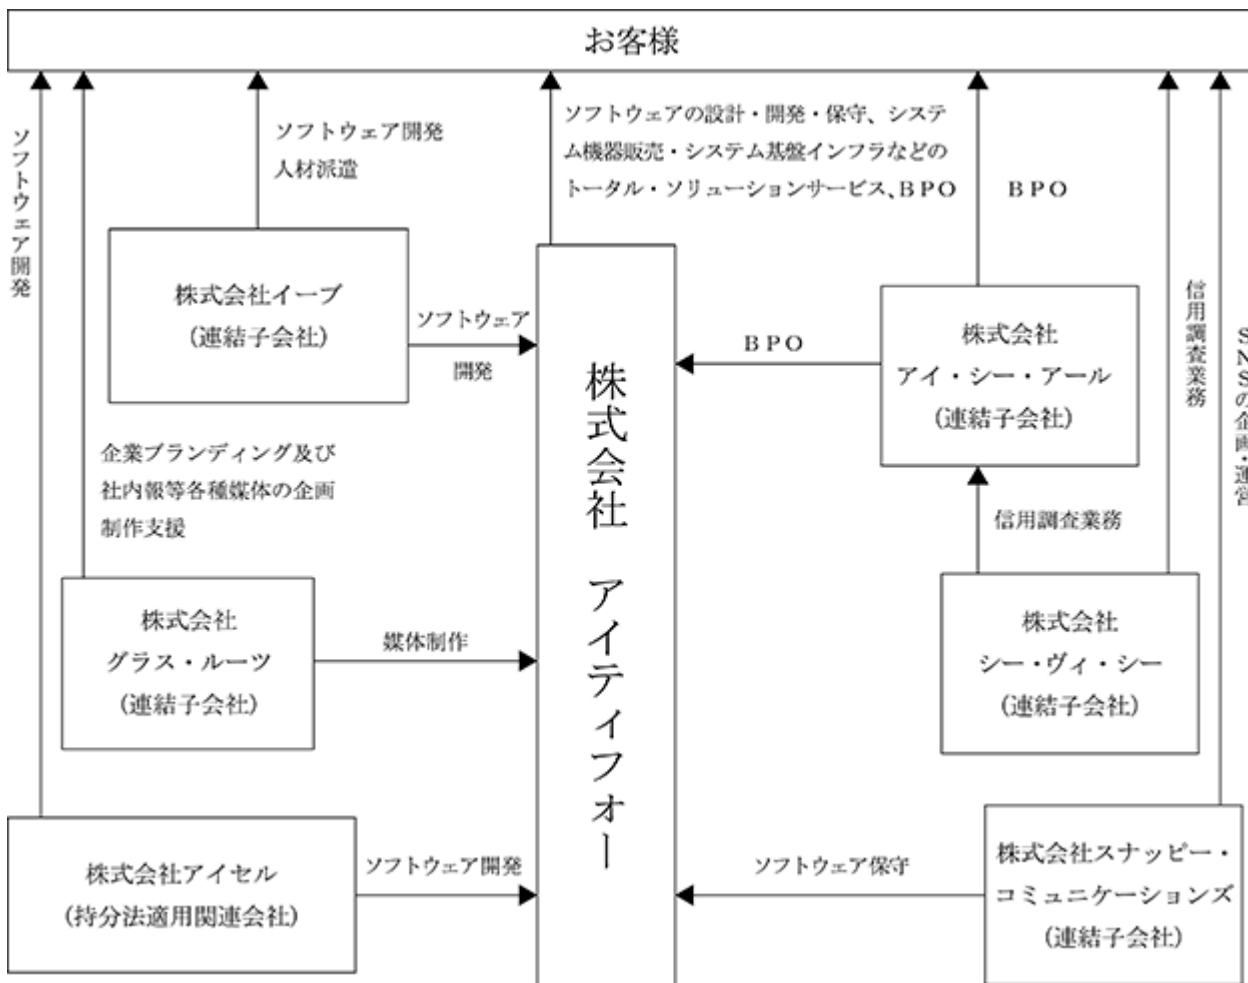 お客様
ソフトウェア開発
ソフトウェア開発
人材派遣
ソフトウェアの設計・開発・保守、システ
ム機器販売・システム基盤インフラなどの
トータル・ソリューションサービス、BPO
BPO
株式会社イーブ
(連結子会社)
ソフトウェア
開発
株式会社 アイティフォー
BPO
株式会社
アイ・シー・アール
(連結子会社)
信用調査業務
SNSの企画・運営
企業ブランディング及び
社内報等各種媒体の企画
制作支援
信用調査業務
株式会社
グラス・ルーツ
(連結子会社)
媒体制作
株式会社
シー・ヴィ・シー
(連結子会社)
株式会社アイセル
(持分法適用関連会社)
ソフトウェア開発
ソフトウェア保守
株式会社スナッピー・
コミュニケーションズ
(連結子会社)